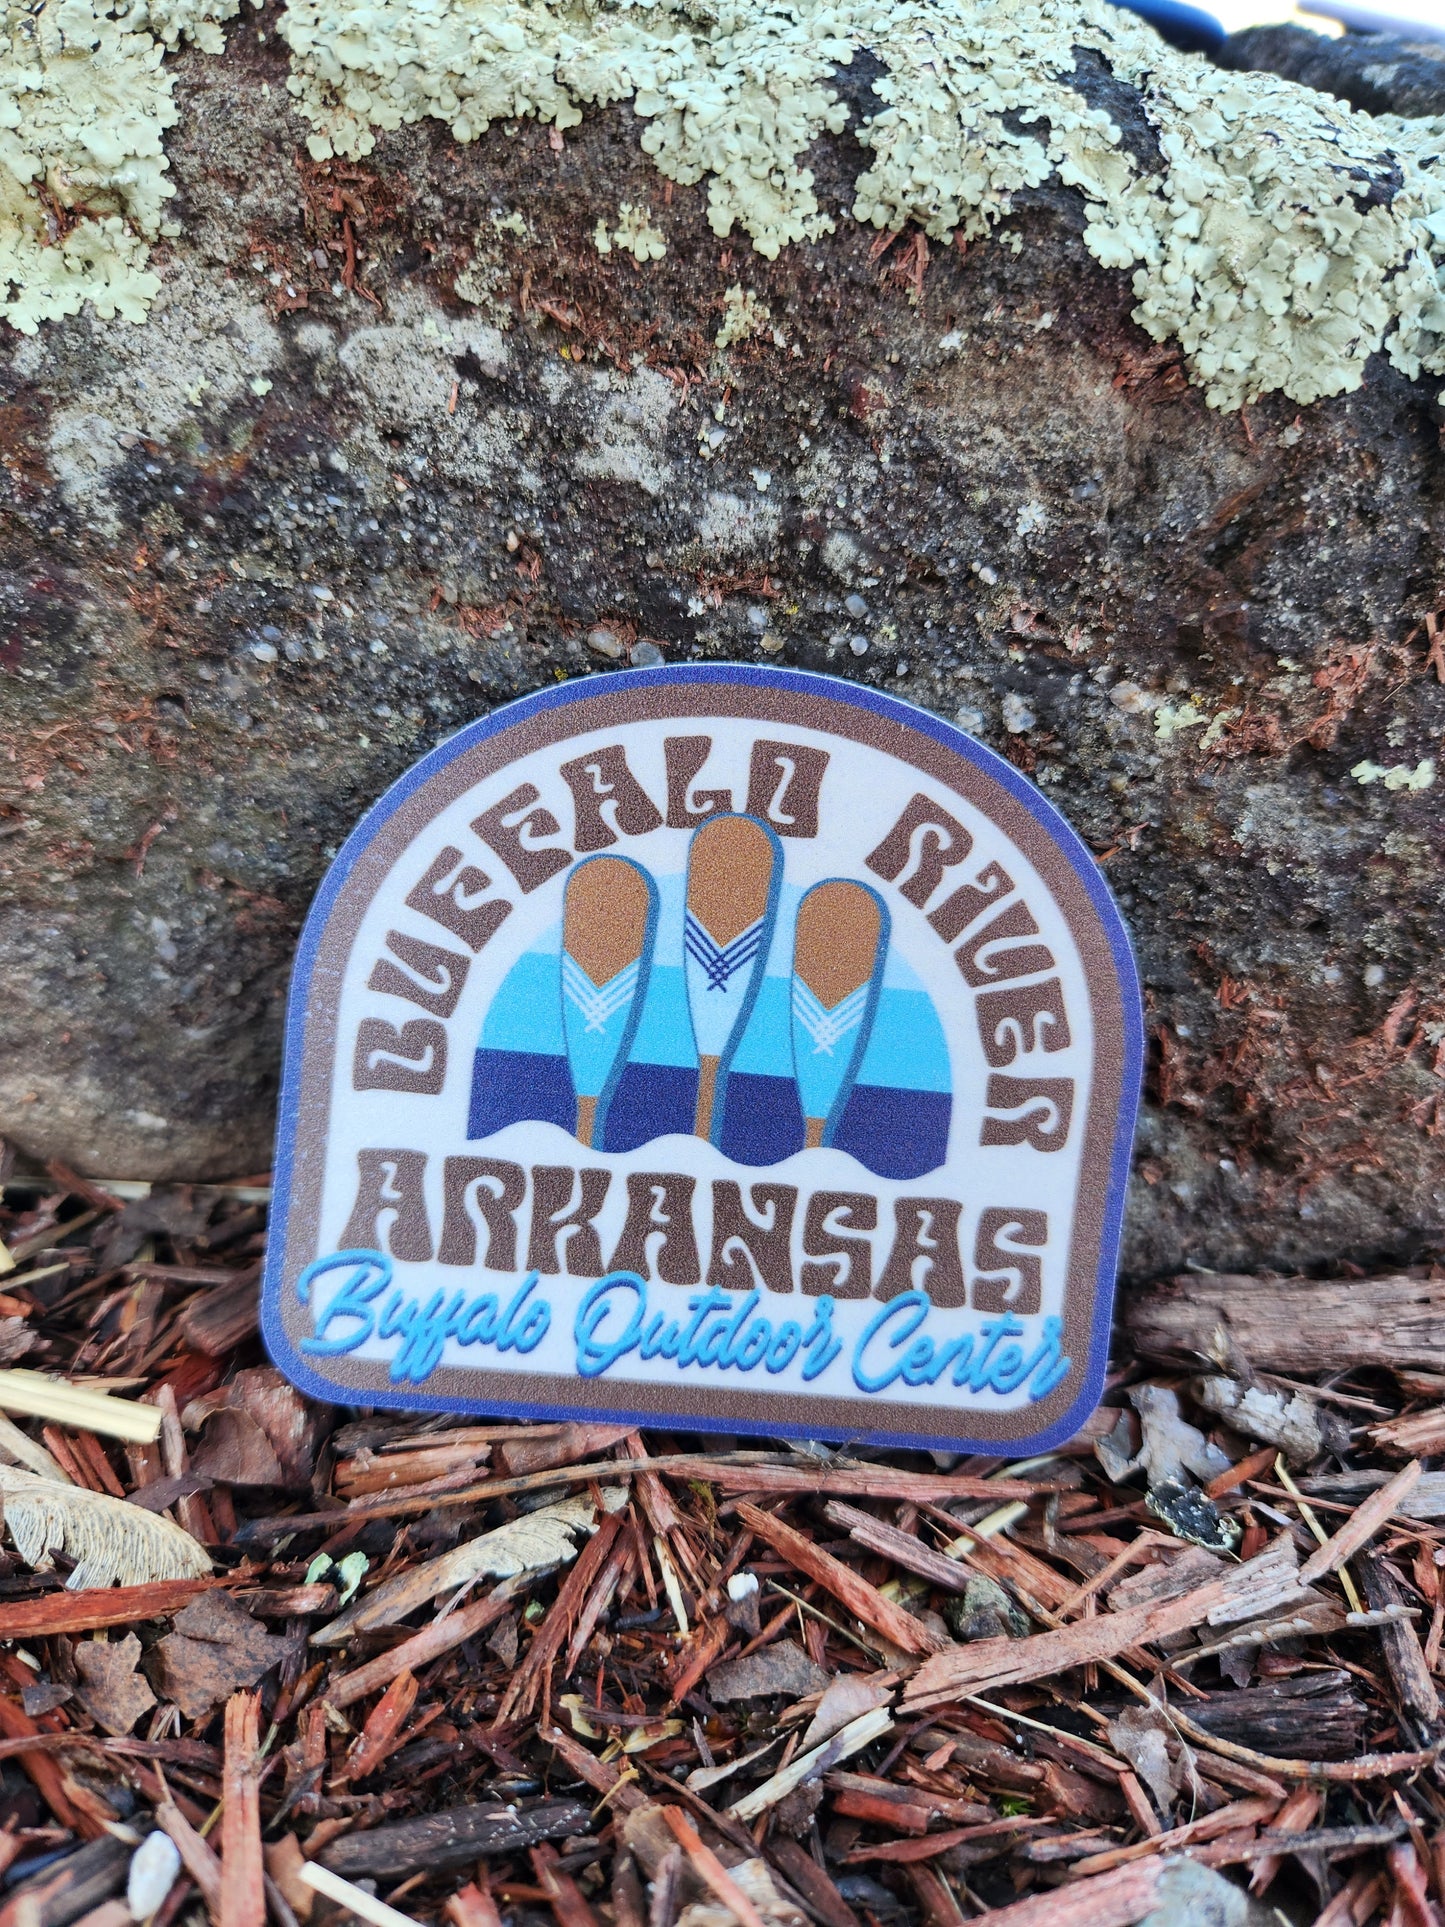 BUFFALO RIVER
ARKANSAS
Buffalo Outdoor Center